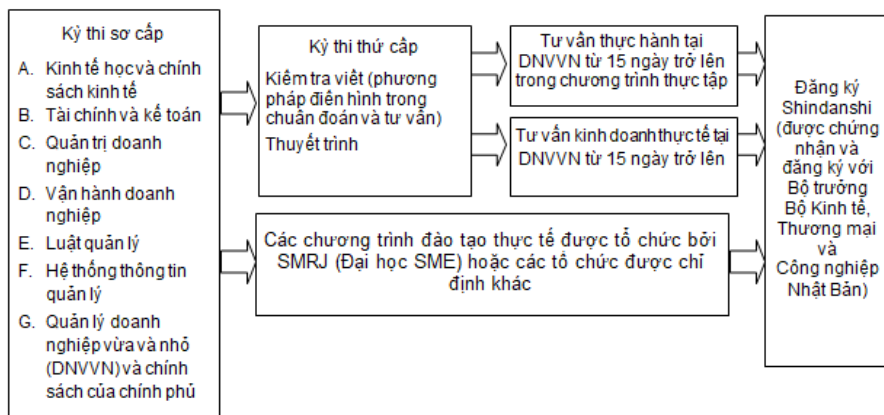 Kỳ thi sơ cấp
A. Kinh tế học và chính
sách kinh tế
B. Tài chính và kế toán
C. Quản trị doanh
nghiệp
D. Vận hành doanh
nghiệp
E. Luật quản lý
F. Hệ thống thông tin
quản lý
G. Quản lý doanh
nghiệp vừa và nhỏ
(DNVVN) và chính
sách của chính phủ
Kỳ thi thứ cấp
Kiểm tra viết (phương
pháp điển hình trong
chuẩn đoán và tư vấn)
Thuyết trình
Tư vấn thực hành tại
DNVVN từ 15 ngày trở lên
trong chương trình thực tập
Tư vấn kinh doanh thực tế tại
DNVVN từ 15 ngày trở lên
Các chương trình đào tạo thực tế được tổ chức bởi
SMRJ (Đại học SME) hoặc các tổ chức được chỉ
định khác
Đăng ký
Shindanshi
(được chứng
nhận và
đăng ký với
Bộ trưởng
Bộ Kinh tế,
Thương mại
và
Công nghiệp
Nhật Bản)